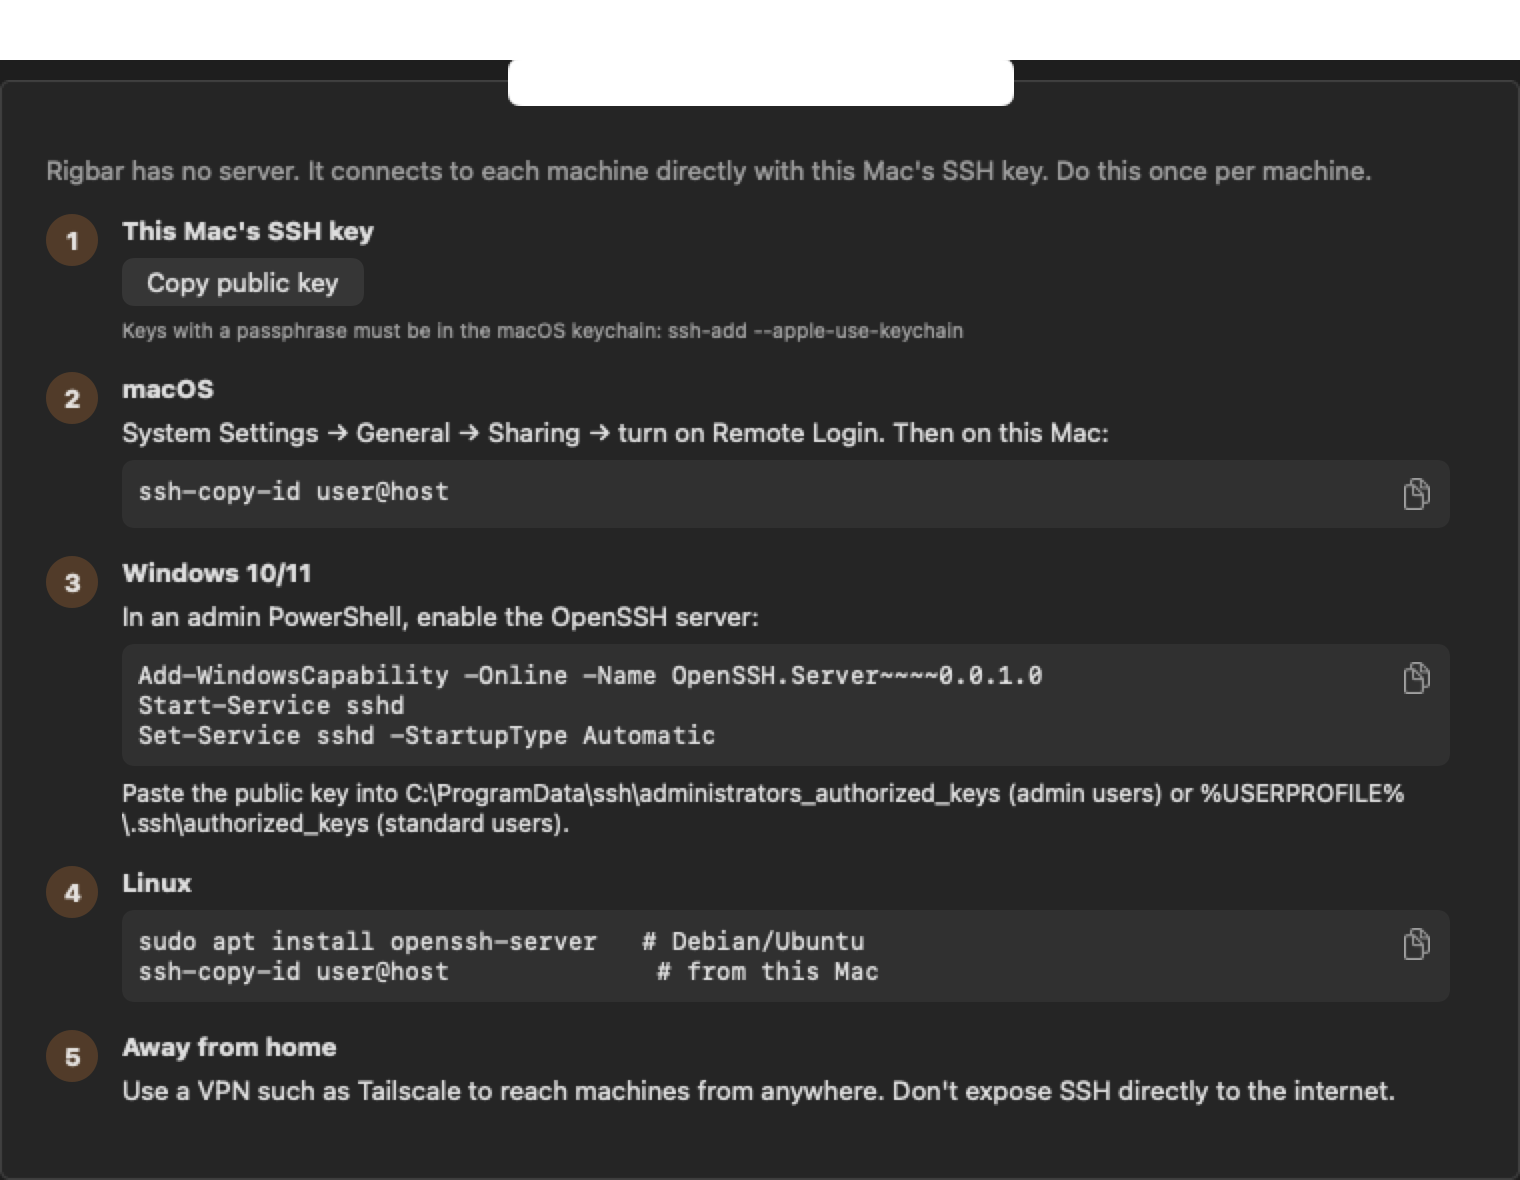 Rigbar has no server. It connects to each machine directly with this Mac's SSH key. Do this once per machine.
1
This Mac's SSH key
Copy public key
Keys with a passphrase must be in the macOS keychain: ssh-add --apple-use-keychain
2
macOS
System Settings → General → Sharing → turn on Remote Login. Then on this Mac:
ssh-copy-id user@host
3
Windows 10/11
In an admin PowerShell, enable the OpenSSH server:
Add-WindowsCapability -Online -Name OpenSSH.Server~~~~0.0.1.0
Start-Service sshd
Set-Service sshd -StartupType Automatic
Paste the public key into C:\ProgramData\ssh\administrators_authorized_keys (admin users) or %USERPROFILE%
\.ssh\authorized_keys (standard users).
4
Linux
sudo apt install openssh-server   # Debian/Ubuntu
ssh-copy-id user@host              # from this Mac
5
Away from home
Use a VPN such as Tailscale to reach machines from anywhere. Don't expose SSH directly to the internet.